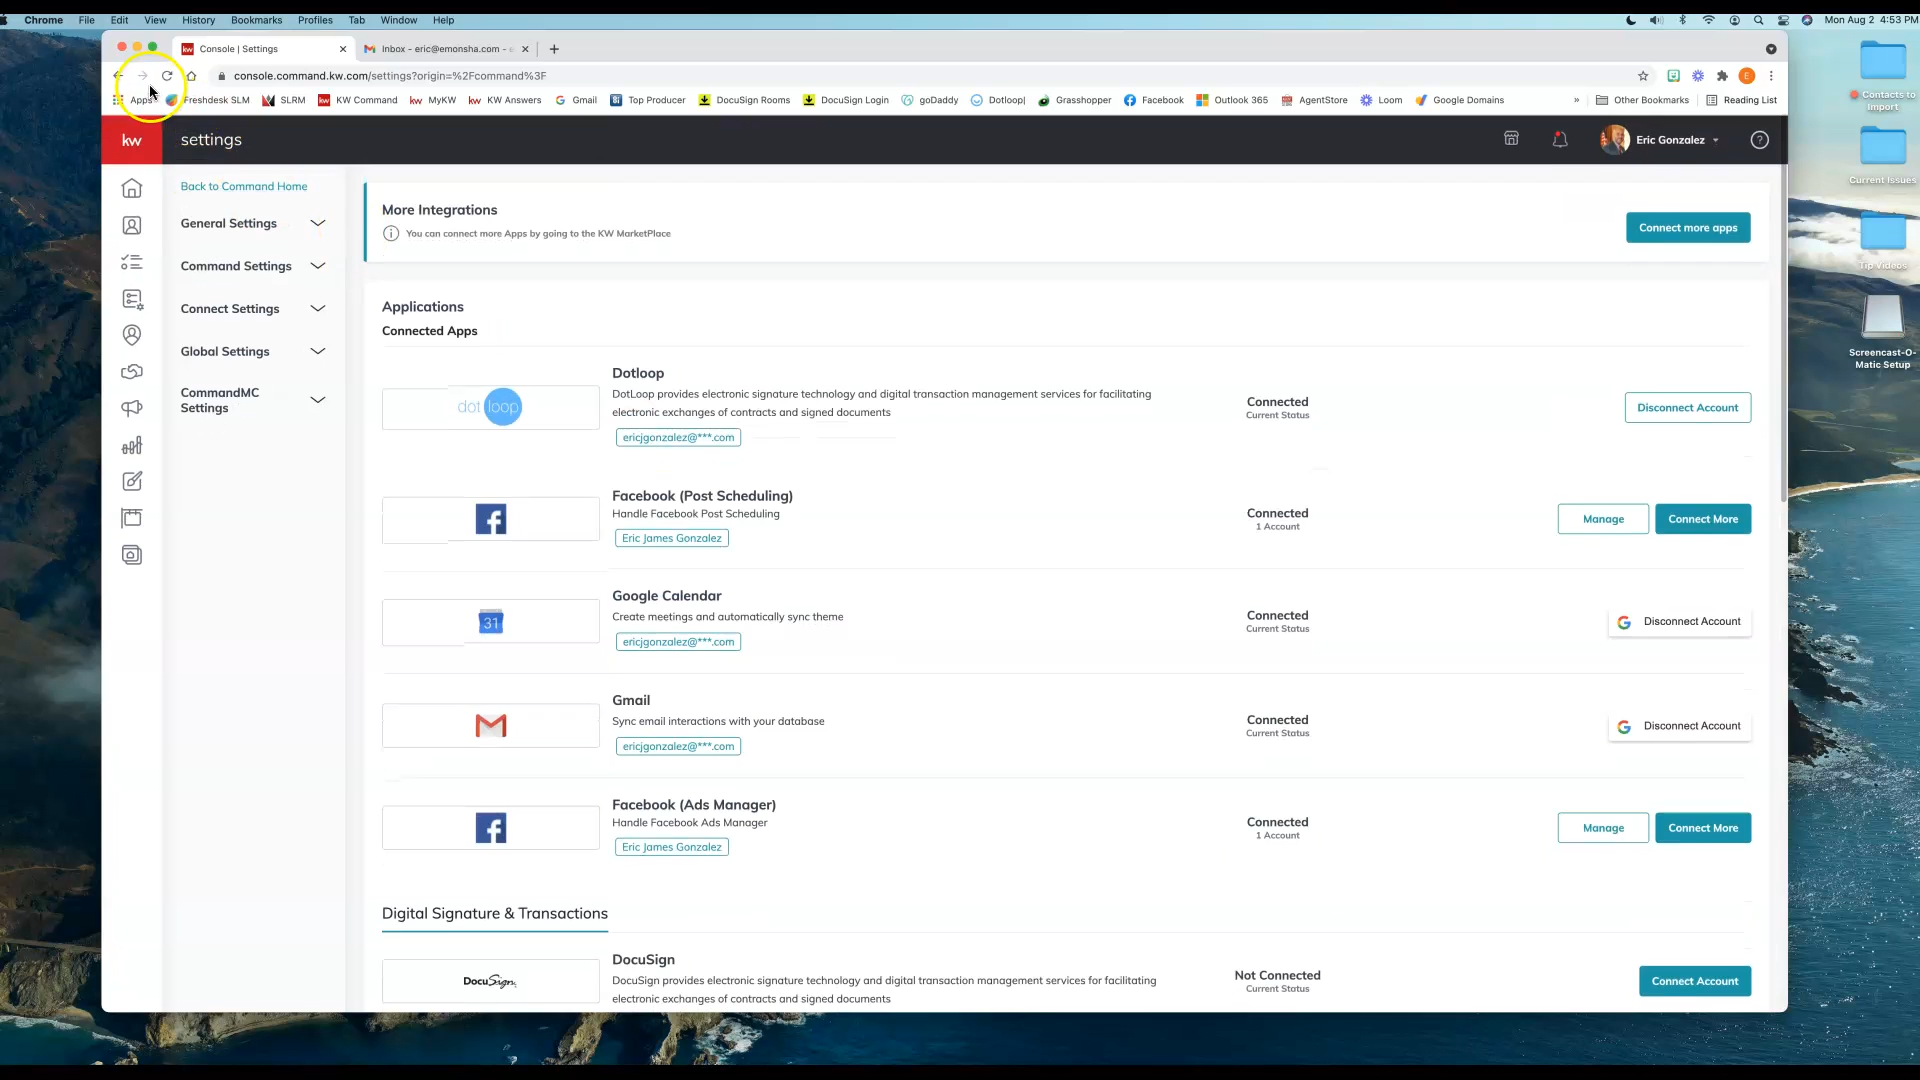 Chrome File Edit View History Bookmarks Profiles Tab Window Help
Mon Aug 2 4:53 PM
Console | Settings
Inbox - eric@emonsha.com -
console.command.kw.com/settings?origin=%2Fcommand%3F
Apps Freshdesk SLM SLRM KW Command MyKW KW Answers Gmail Top Producer DocuSign Rooms DocuSign Login goDaddy Dotloop| Grasshopper Facebook Outlook 365 AgentStore Loom Google Domains » Other Bookmarks Reading List
kw settings Eric Gonzalez
Back to Command Home
General Settings
Command Settings
Connect Settings
Global Settings
CommandMC
Settings
More Integrations
You can connect more Apps by going to the KW MarketPlace
Connect more apps
Applications
Connected Apps
dot loop
Dotloop
DotLoop provides electronic signature technology and digital transaction management services for facilitating
electronic exchanges of contracts and signed documents
ericjgonzalez@***.com
Connected
Current Status
Disconnect Account
Facebook (Post Scheduling)
Handle Facebook Post Scheduling
Eric James Gonzalez
Connected
1 Account
Manage
Connect More
31
Google Calendar
Create meetings and automatically sync theme
ericjgonzalez@***.com
Connected
Current Status
Disconnect Account
Gmail
Sync email interactions with your database
ericjgonzalez@***.com
Connected
Current Status
Disconnect Account
Facebook (Ads Manager)
Handle Facebook Ads Manager
Eric James Gonzalez
Connected
1 Account
Manage
Connect More
Digital Signature & Transactions
DocuSign
DocuSign
DocuSign provides electronic signature technology and digital transaction management services for facilitating
electronic exchanges of contracts and signed documents
Not Connected
Current Status
Connect Account
Contacts to
Import
Current Issues
Tip Videos
Screencast-O-
Matic Setup